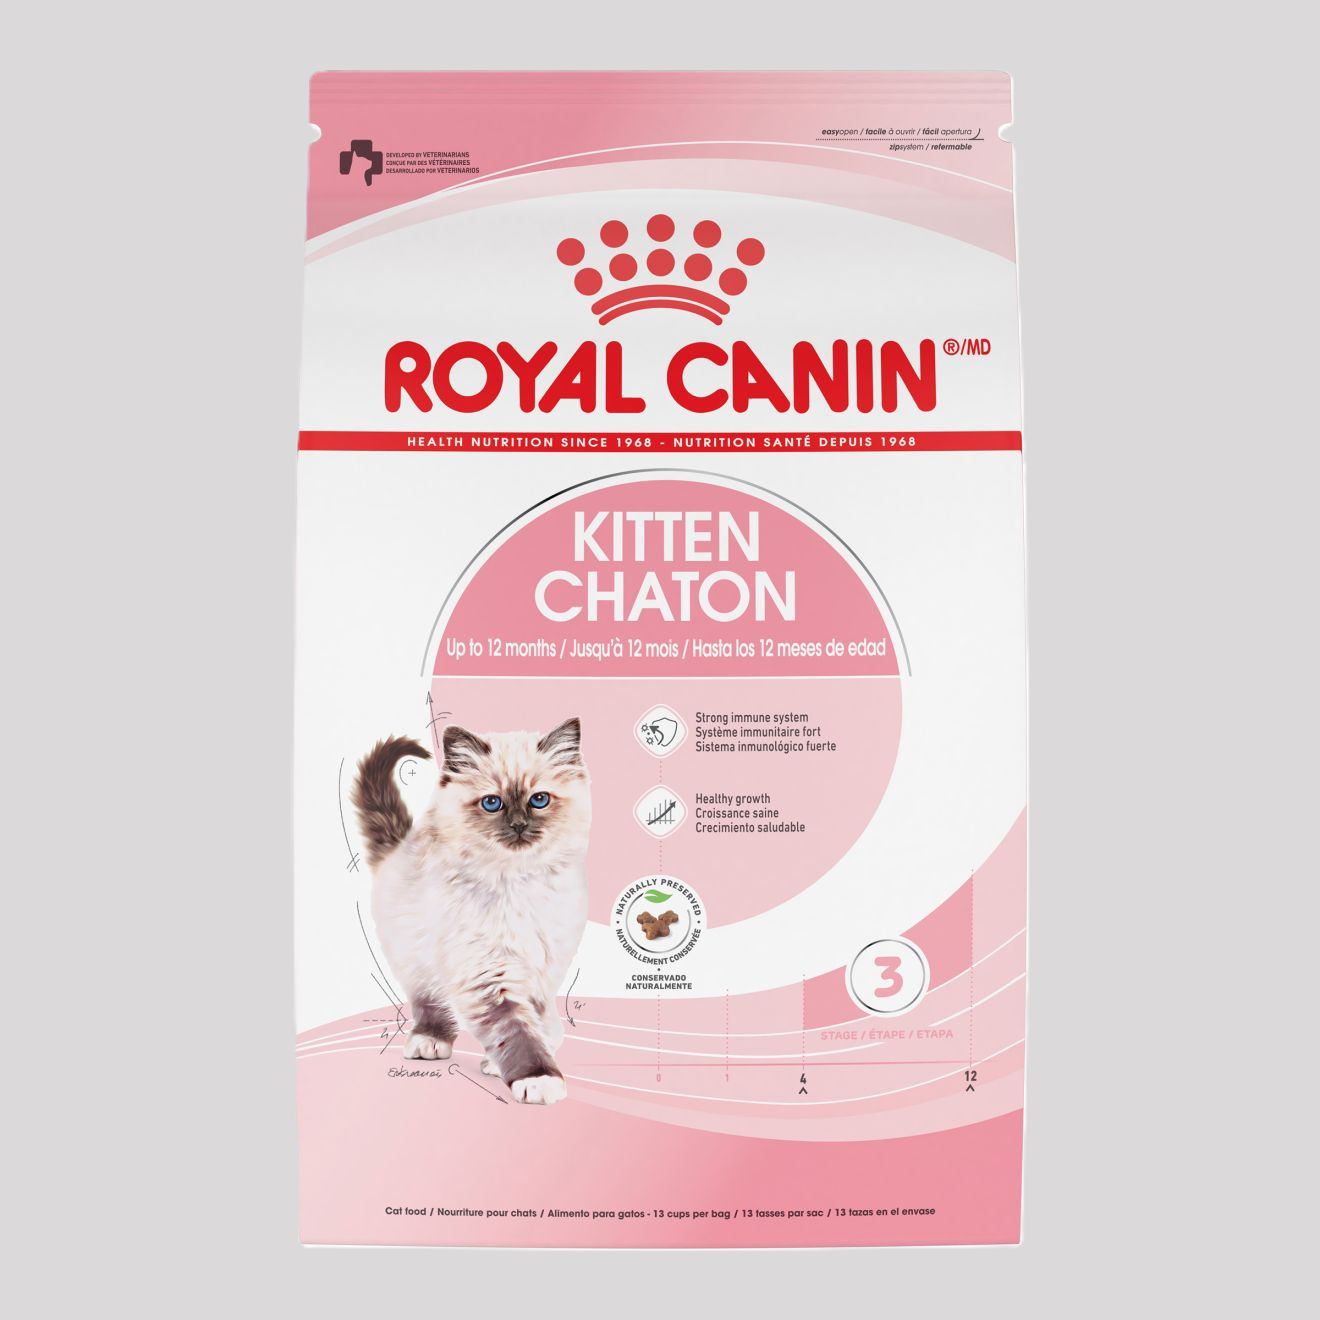 DEVELOPED BY VETERINARIANS
CONÇUE PAR DES VÉTÉRINAIRES
DESARROLLADO POR VETERINARIOS
easyopen / facile à ouvrir / fácil apertura
zipsystem / refermable
ROYAL CANIN ®/MD
HEALTH NUTRITION SINCE 1968 - NUTRITION SANTÉ DEPUIS 1968
KITTEN
CHATON
Up to 12 months / Jusqu'à 12 mois / Hasta los 12 meses de edad
Strong immune system
Système immunitaire fort
Sistema inmunológico fuerte
Healthy growth
Croissance saine
Crecimiento saludable
NATURALLY PRESERVED
NATURELLEMENT CONSERVÉE
CONSERVADO
NATURALMENTE
3
STAGE / ÉTAPE / ETAPA
0 1 4 12
Cat food / Nourriture pour chats / Alimento para gatos - 13 cups per bag / 13 tasses par sac / 13 tazas en el envase